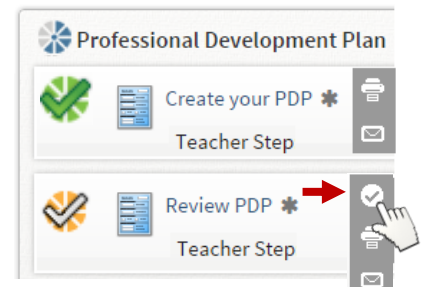 Professional Development Plan
Create your PDP *
Teacher Step
Review PDP *
Teacher Step